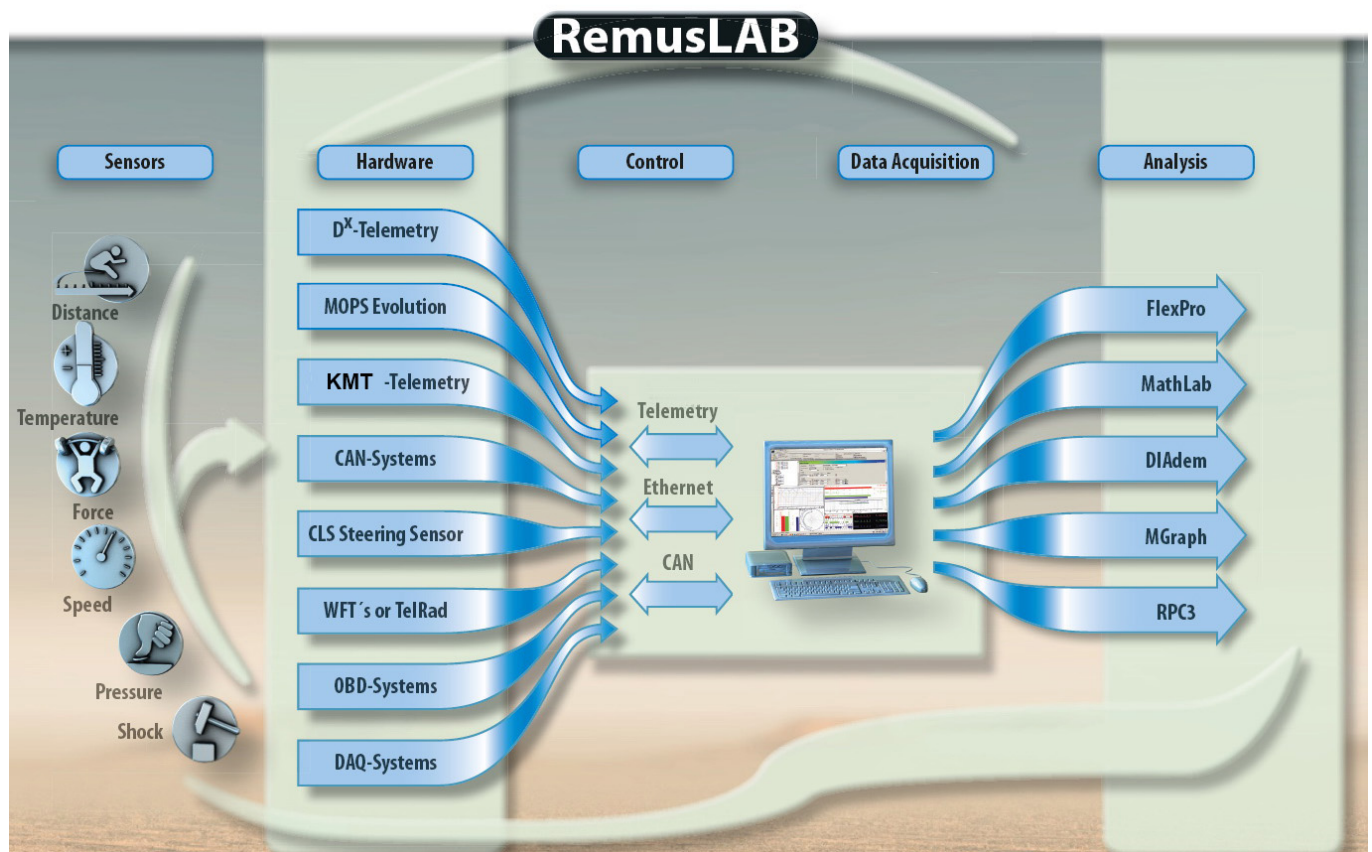 RemusLAB
Sensors
Hardware
Control
Data Acquisition
Analysis
Distance
Temperature
Force
Speed
Pressure
Shock
Dˣ-Telemetry
MOPS Evolution
KMT -Telemetry
CAN-Systems
CLS Steering Sensor
WFT´s or TelRad
OBD-Systems
DAQ-Systems
Telemetry
Ethernet
CAN
FlexPro
MathLab
DIAdem
MGraph
RPC3